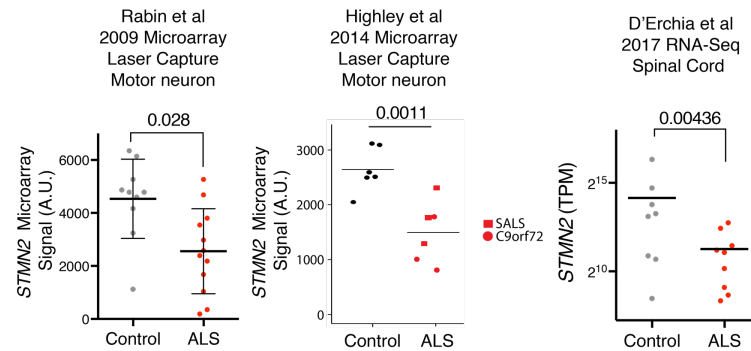 Rabin et al
2009 Microarray
Laser Capture
Motor neuron
0.028
STMN2 Microarray
Signal (A.U.)
6000
4000
2000
0
Control
ALS
Highley et al
2014 Microarray
Laser Capture
Motor neuron
0.0011
STMN2 Microarray
Signal (A.U.)
3000
2000
1000
0
Control
ALS
SALS
C9orf72
D'Erchia et al
2017 RNA-Seq
Spinal Cord
0.00436
STMN2 (TPM)
2^15
2^10
Control
ALS